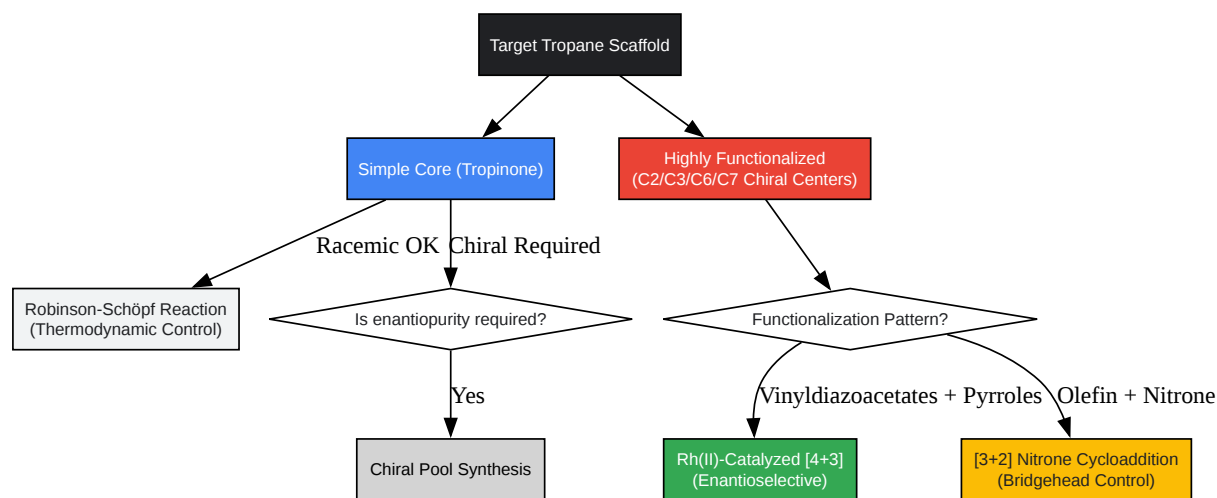 Target Tropane Scaffold
Simple Core (Tropinone)
Highly Functionalized
(C2/C3/C6/C7 Chiral Centers)
Racemic OK
Chiral Required
Robinson-Schöpf Reaction
(Thermodynamic Control)
Is enantiopurity required?
Functionalization Pattern?
Yes
Vinyldiazoacetates + Pyrroles
Olefin + Nitrone
Chiral Pool Synthesis
Rh(II)-Catalyzed [4+3]
(Enantioselective)
[3+2] Nitrone Cycloaddition
(Bridgehead Control)